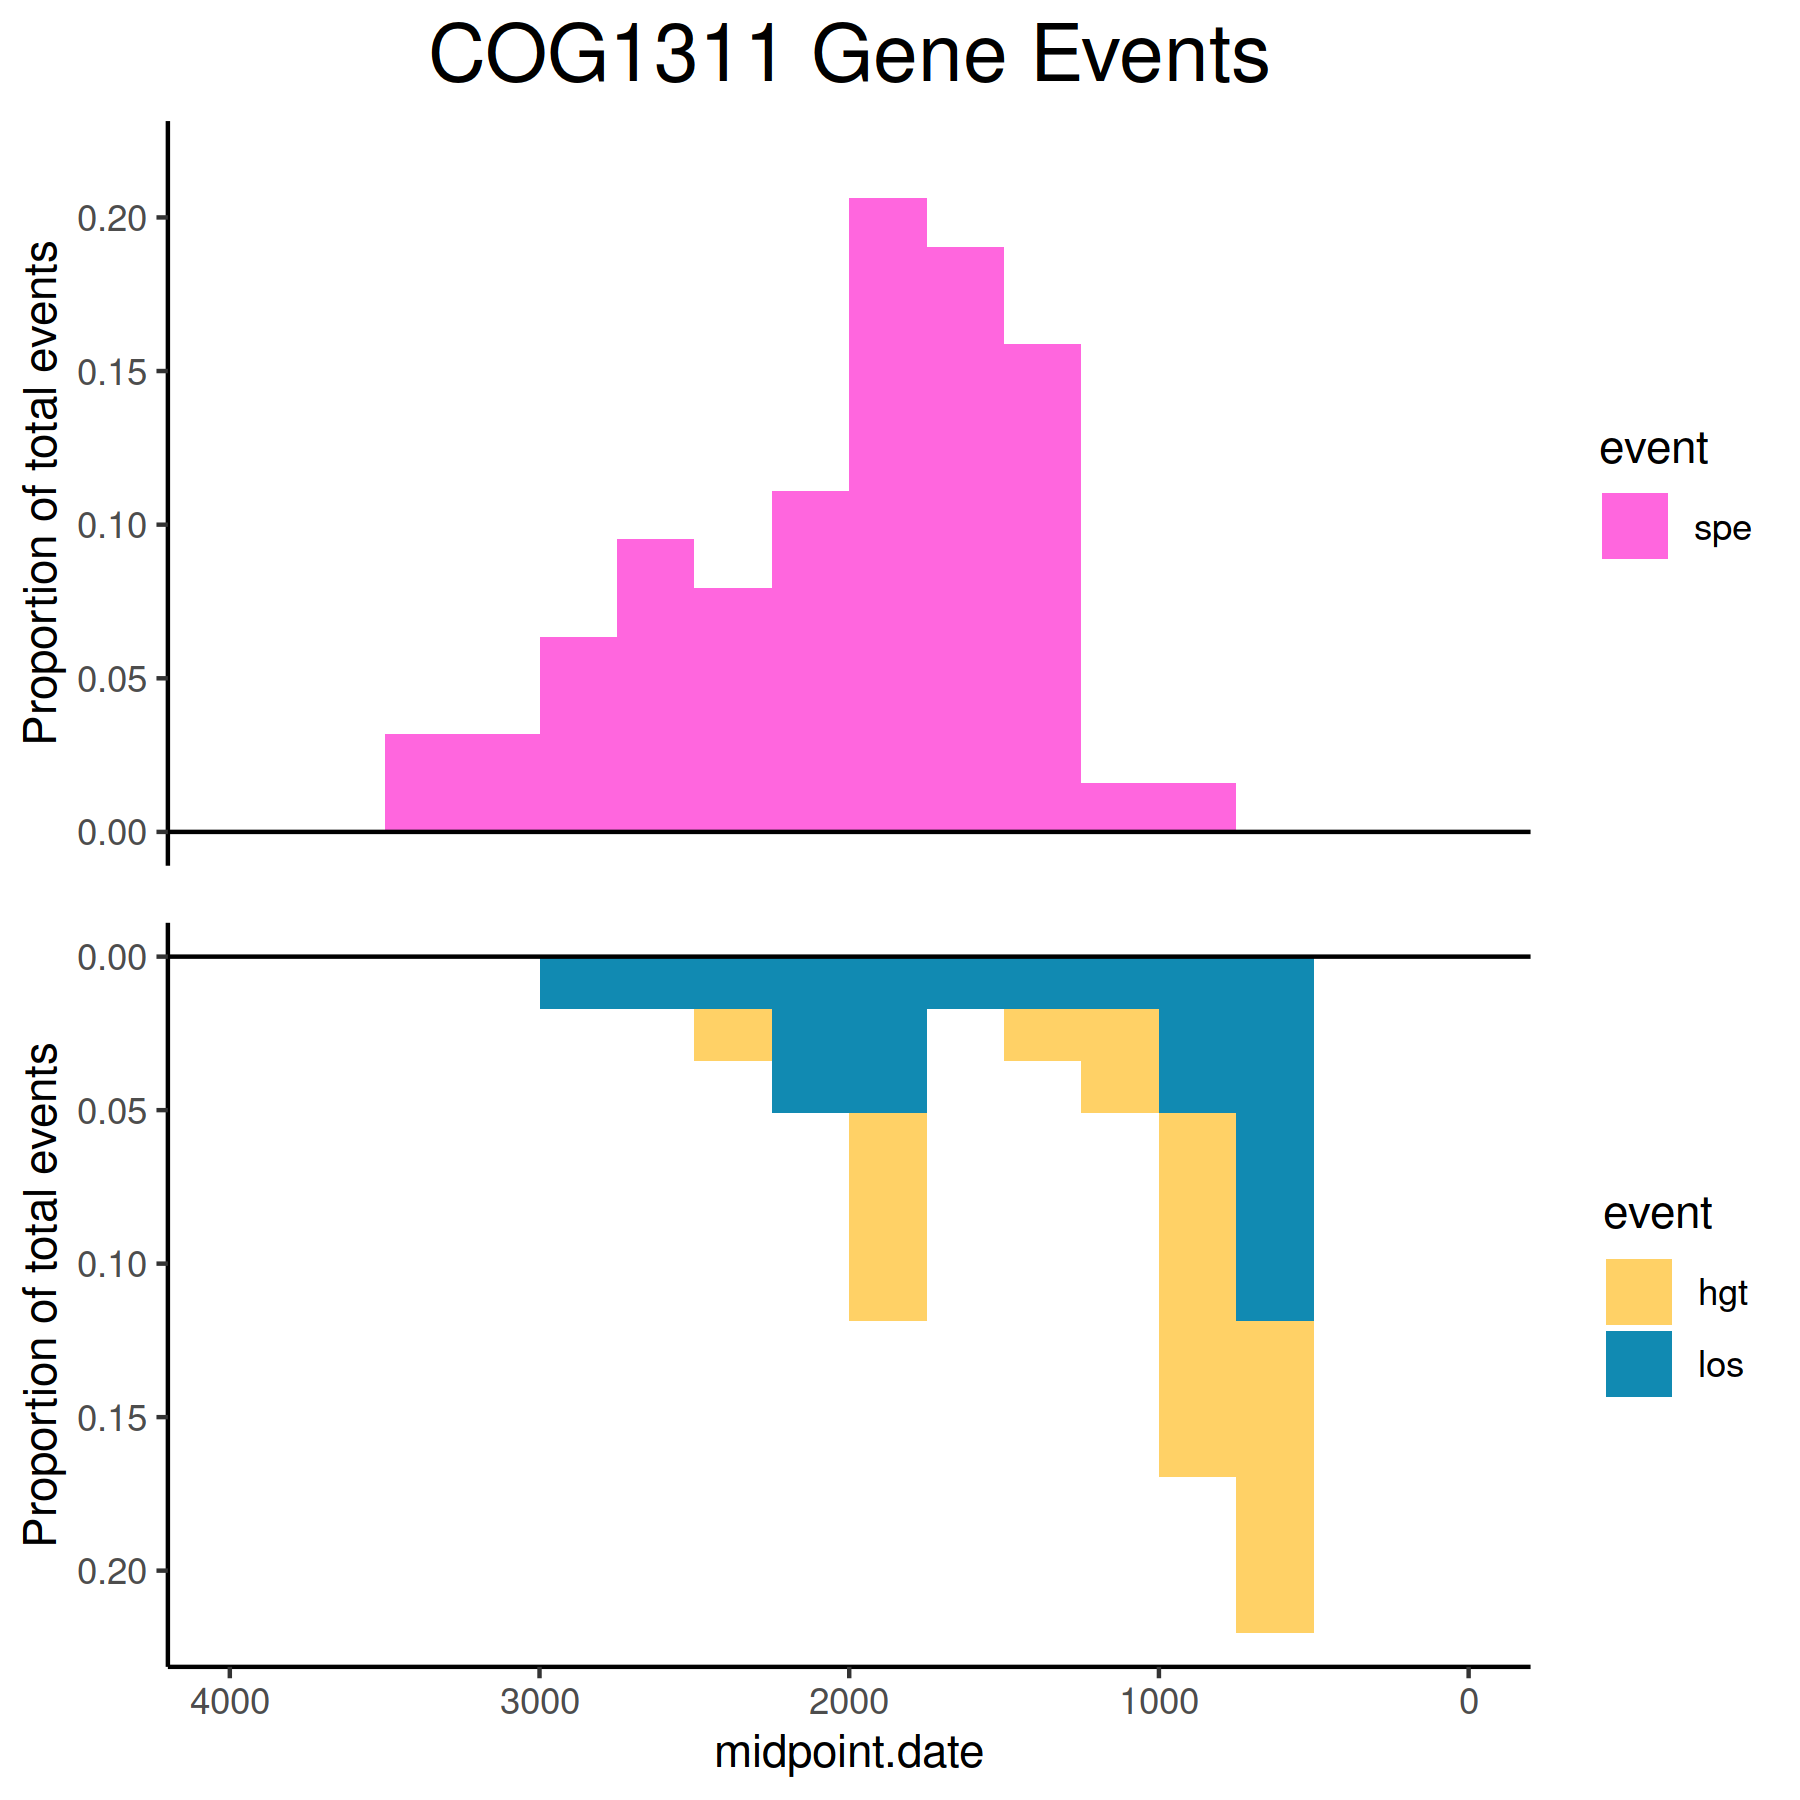 COG1311 Gene Events
Proportion of total events
0.20
0.15
0.10
0.05
0.00
event
spe
Proportion of total events
0.00
0.05
0.10
0.15
0.20
event
hgt
los
4000 3000 2000 1000 0
midpoint.date